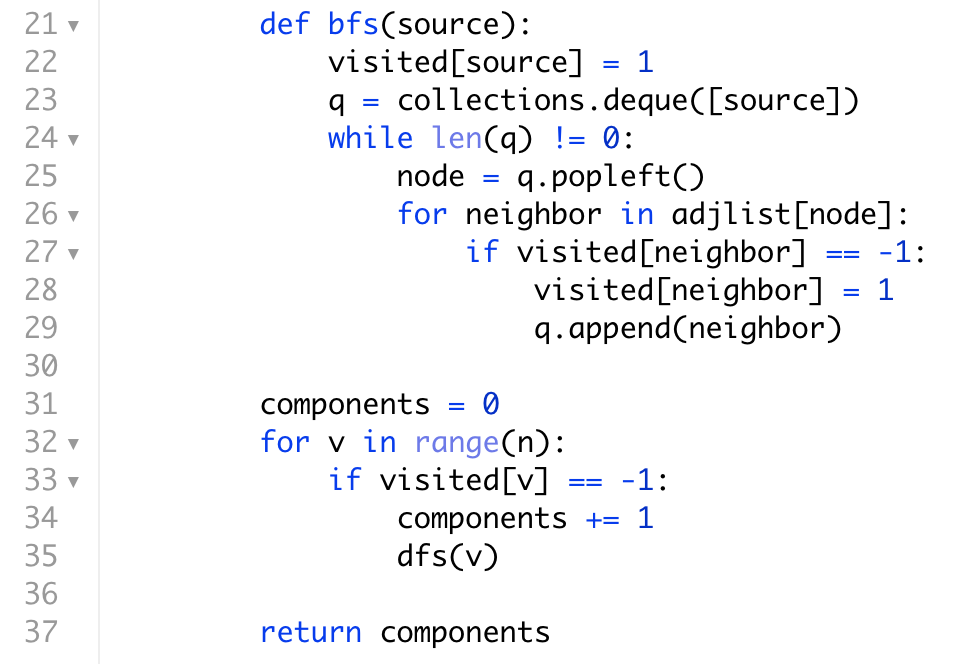 21 def bfs(source):
22 visited[source] = 1
23 q = collections.deque([source])
24 while len(q) != 0:
25 node = q.popleft()
26 for neighbor in adjlist[node]:
27 if visited[neighbor] == -1:
28 visited[neighbor] = 1
29 q.append(neighbor)
30
31 components = 0
32 for v in range(n):
33 if visited[v] == -1:
34 components += 1
35 dfs(v)
36
37 return components